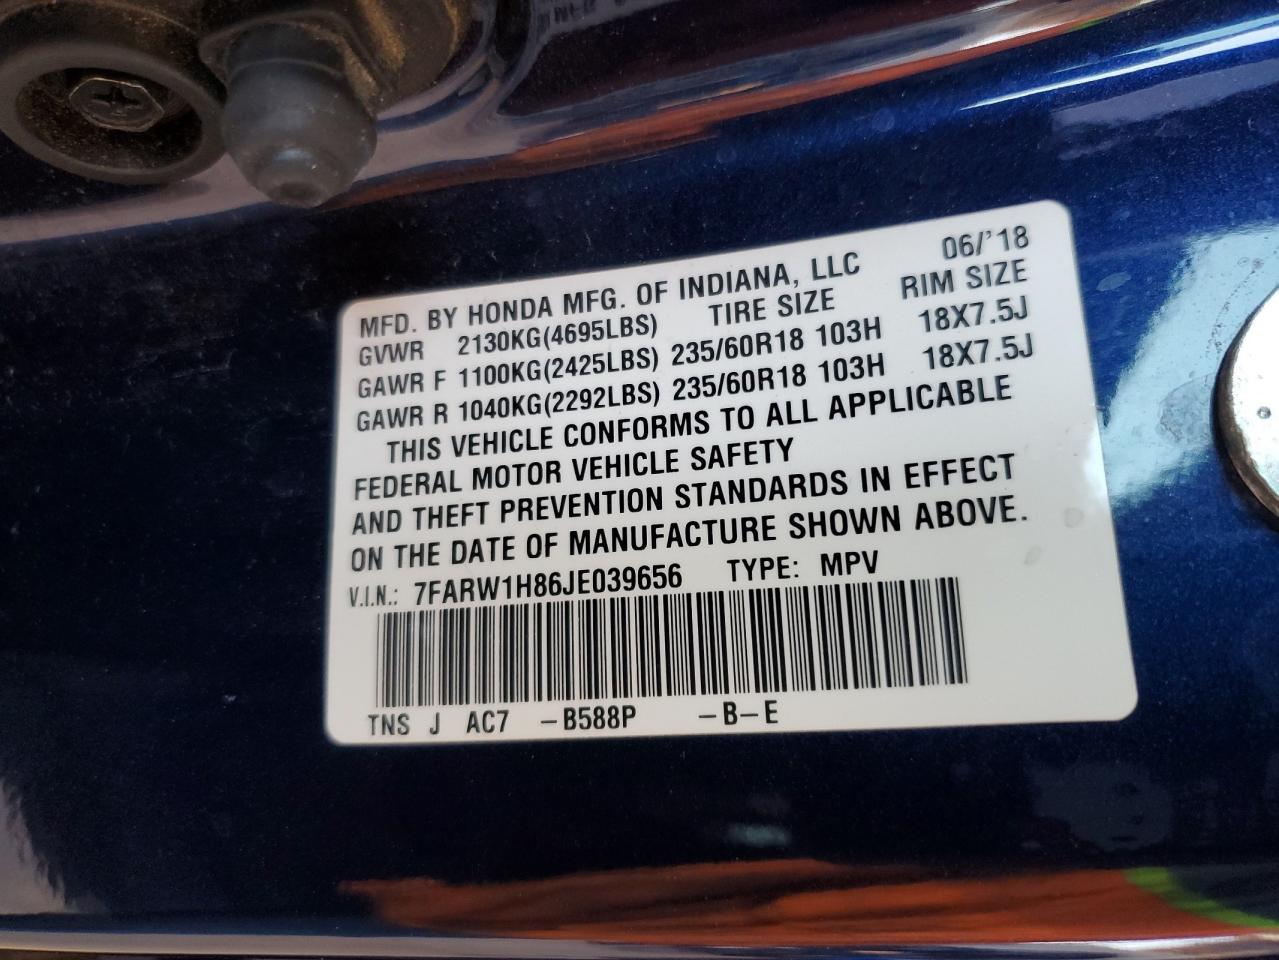 MFD. BY HONDA MFG. OF INDIANA, LLC 06/'18
GVWR 2130KG(4695LBS) TIRE SIZE RIM SIZE
GAWR F 1100KG(2425LBS) 235/60R18 103H 18X7.5J
GAWR R 1040KG(2292LBS) 235/60R18 103H 18X7.5J
THIS VEHICLE CONFORMS TO ALL APPLICABLE
FEDERAL MOTOR VEHICLE SAFETY
AND THEFT PREVENTION STANDARDS IN EFFECT
ON THE DATE OF MANUFACTURE SHOWN ABOVE.
V.I.N.: 7FARW1H86JE039656 TYPE: MPV
TNS J AC7 -B588P -B-E